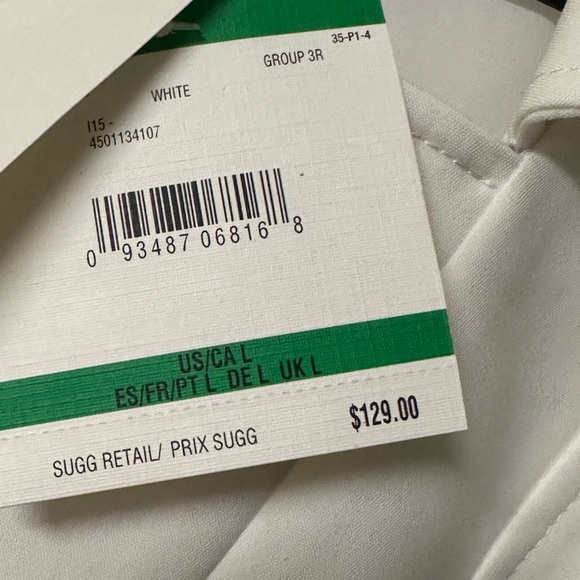 35-P1-4
GROUP 3R
WHITE
I15 -
4501134107
0 93487 06816 8
US/CA L
ES/FR/PT L DE L UK L
$129.00
SUGG RETAIL/ PRIX SUGG